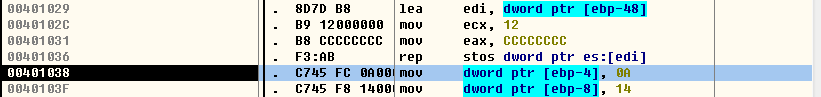 00401029 . 8D7D B8 lea edi, dword ptr [ebp-48]
0040102C . B9 12000000 mov ecx, 12
00401031 . B8 CCCCCCCC mov eax, CCCCCCCC
00401036 . F3:AB rep stos dword ptr es:[edi]
00401038 . C745 FC 0A00 mov dword ptr [ebp-4], 0A
0040103F . C745 F8 1400 mov dword ptr [ebp-8], 14